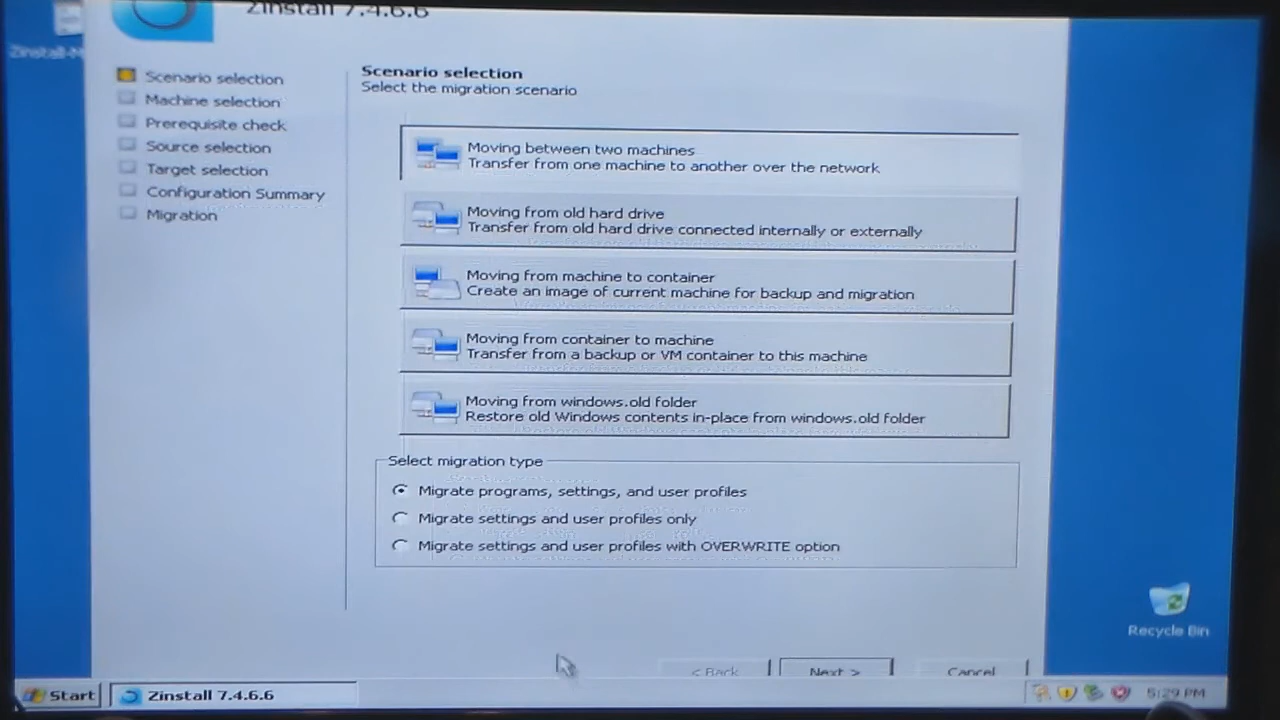 Zinstall 7.4.6.6
Zinstall-M
Scenario selection
Machine selection
Prerequisite check
Source selection
Target selection
Configuration Summary
Migration
Scenario selection
Select the migration scenario
Moving between two machines
Transfer from one machine to another over the network
Moving from old hard drive
Transfer from old hard drive connected internally or externally
Moving from machine to container
Create an image of current machine for backup and migration
Moving from container to machine
Transfer from a backup or VM container to this machine
Moving from windows.old folder
Restore old Windows contents in-place from windows.old folder
Select migration type
Migrate programs, settings, and user profiles
Migrate settings and user profiles only
Migrate settings and user profiles with OVERWRITE option
Recycle Bin
< Back
Next >
Cancel
Start
Zinstall 7.4.6.6
5:29 PM